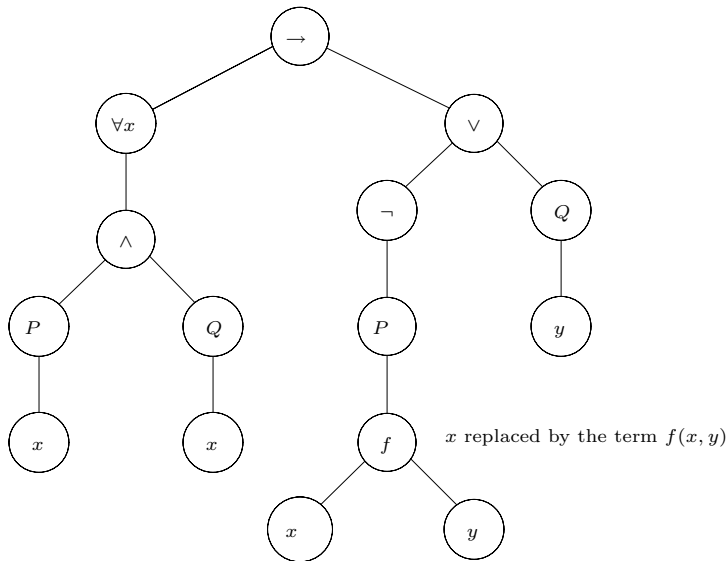 →
∀x ∨
¬ Q
∧
P Q P y
x x f x replaced by the term f(x, y)
x y